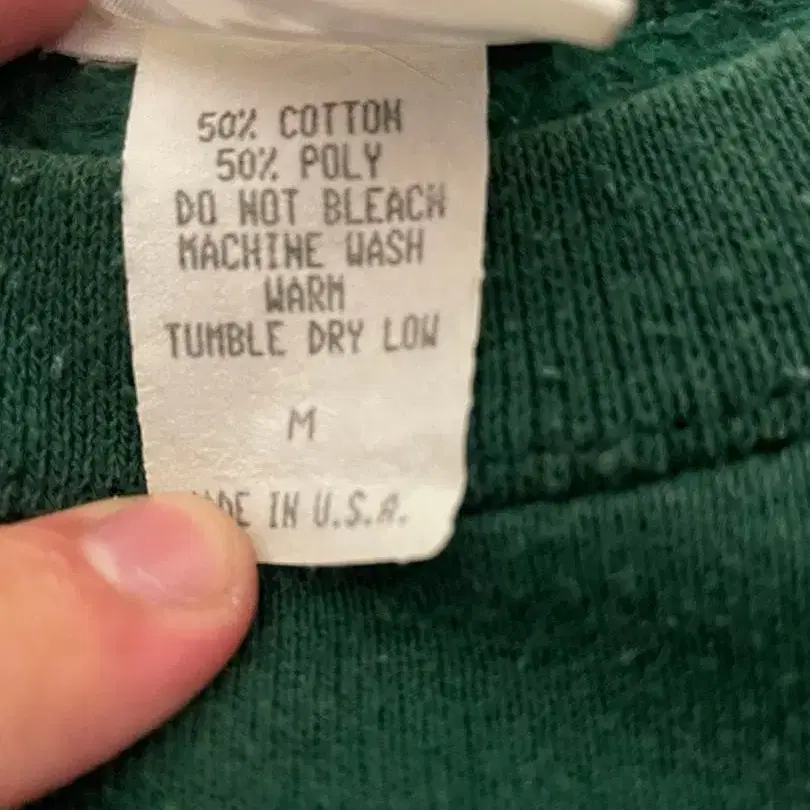 50% COTTON
50% POLY
DO NOT BLEACH
MACHINE WASH
WARM
TUMBLE DRY LOW
M
IN U.S.A.